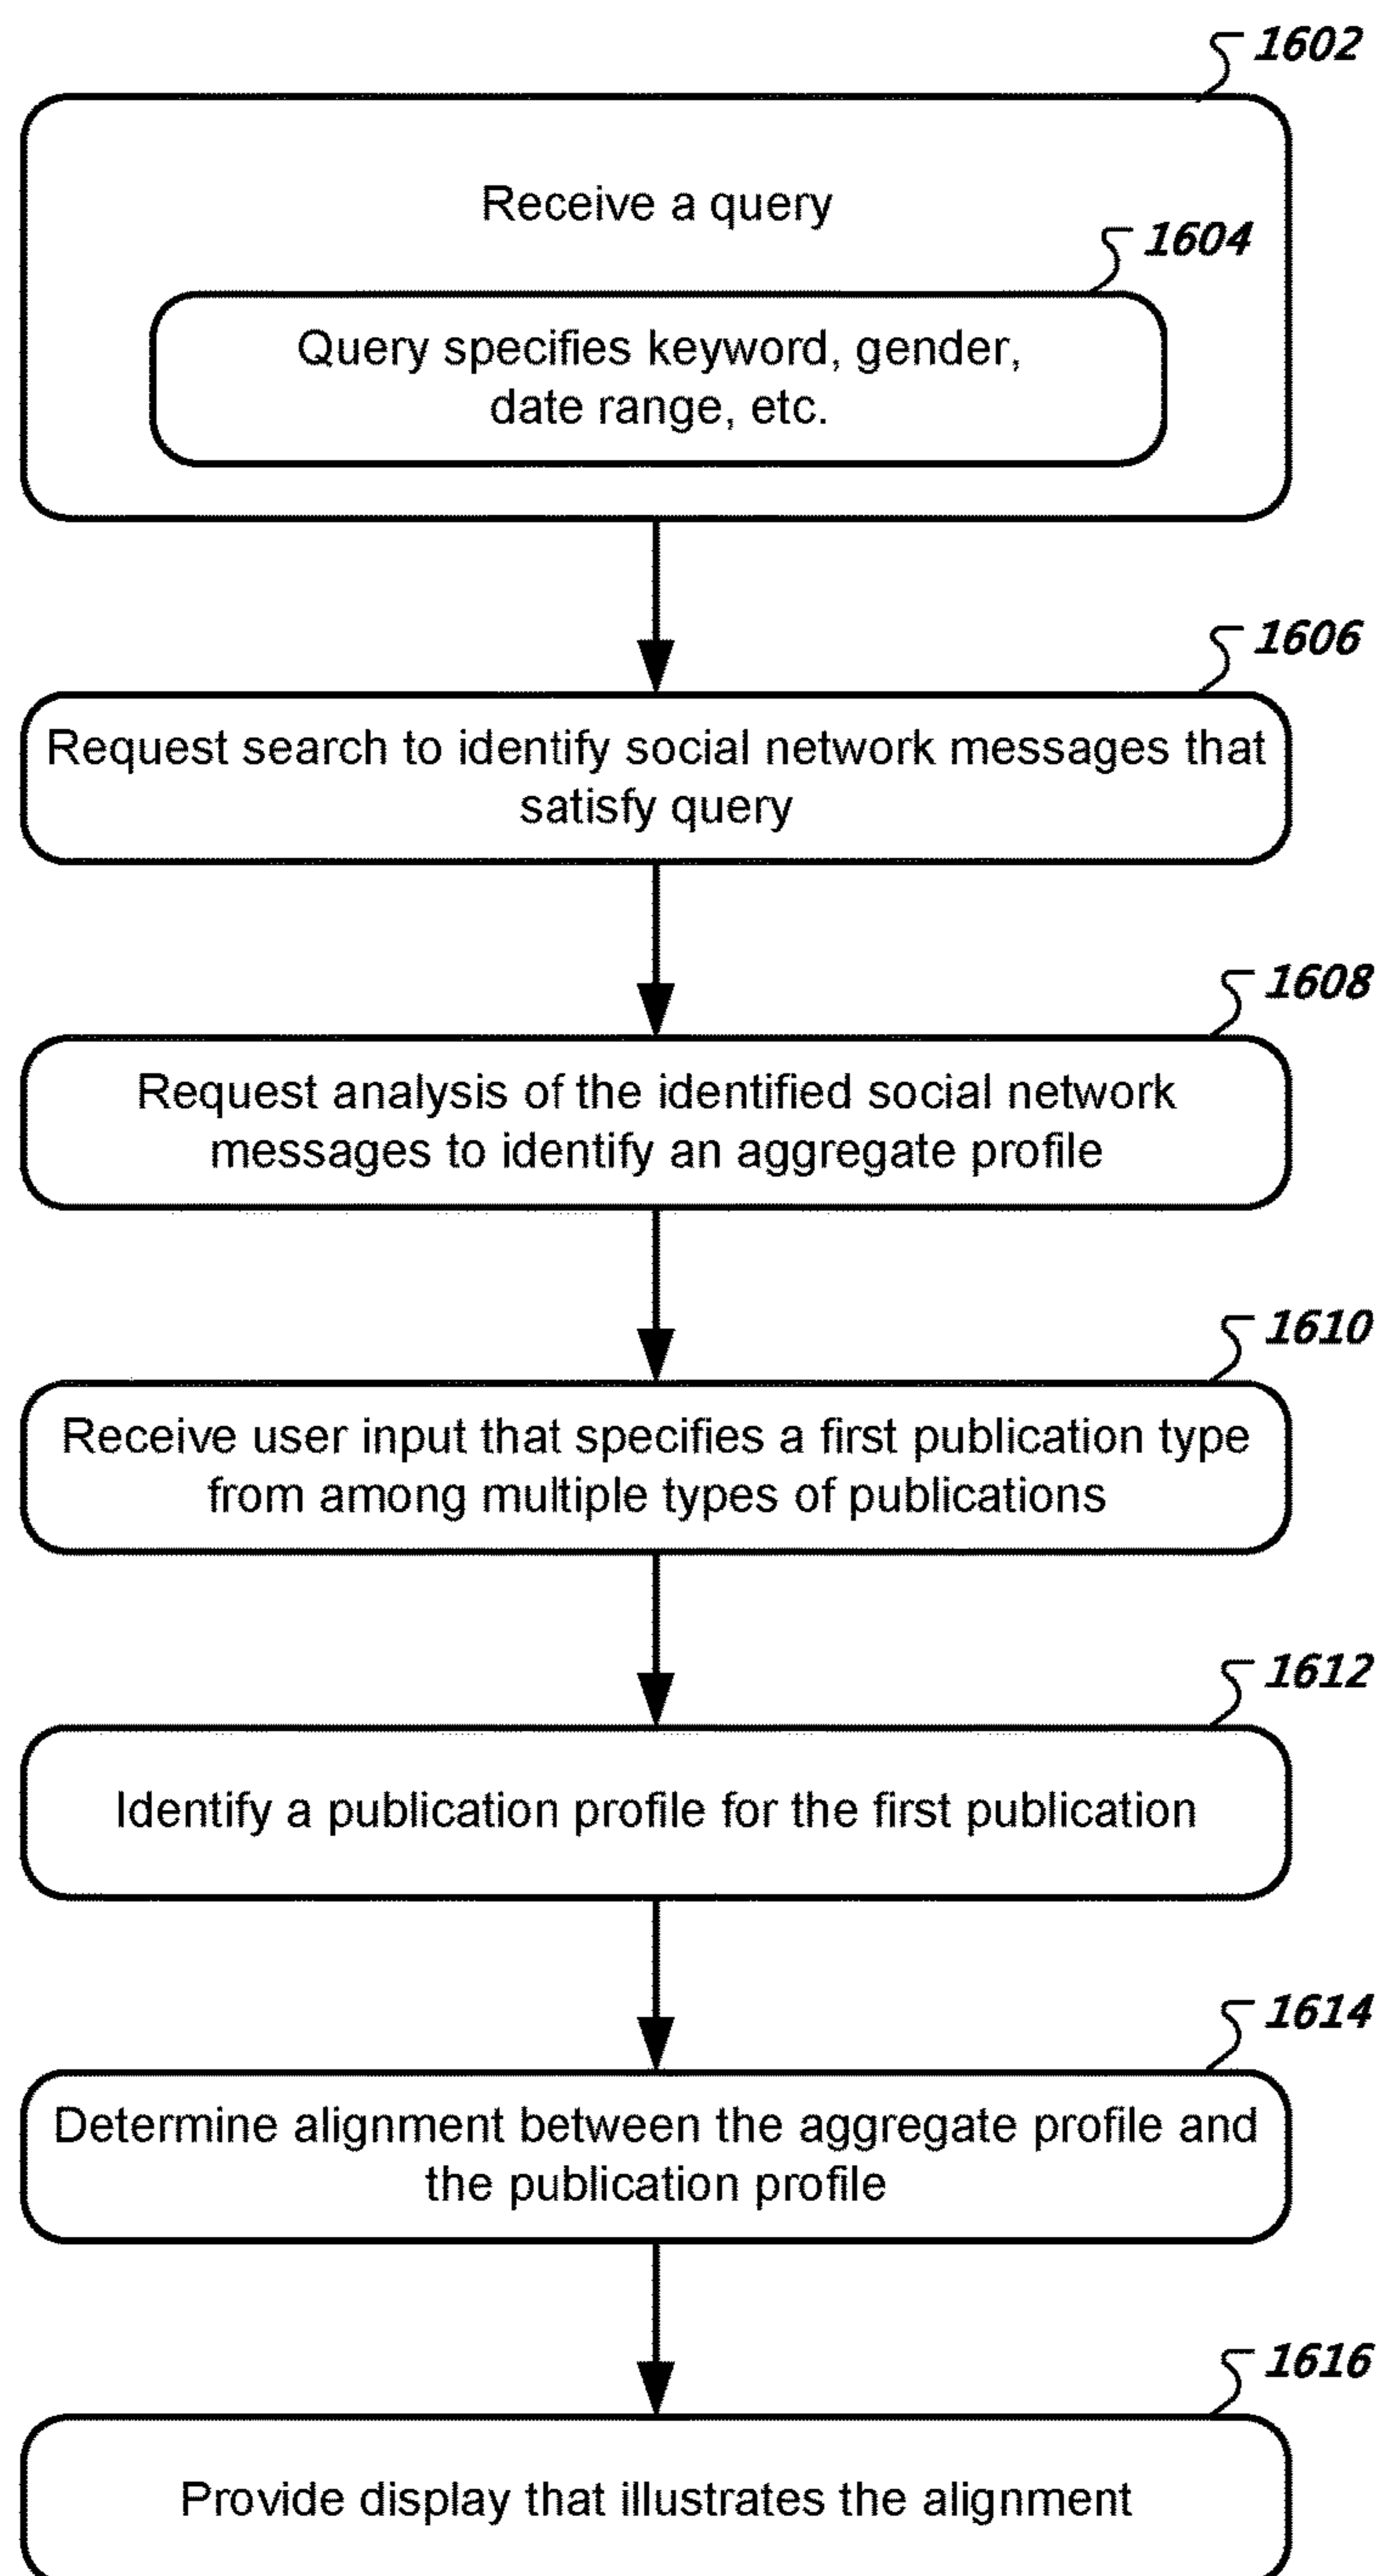 1602
Receive a query
1604
Query specifies keyword, gender,
date range, etc.
1606
Request search to identify social network messages that
satisfy query
1608
Request analysis of the identified social network
messages to identify an aggregate profile
1610
Receive user input that specifies a first publication type
from among multiple types of publications
1612
Identify a publication profile for the first publication
1614
Determine alignment between the aggregate profile and
the publication profile
1616
Provide display that illustrates the alignment